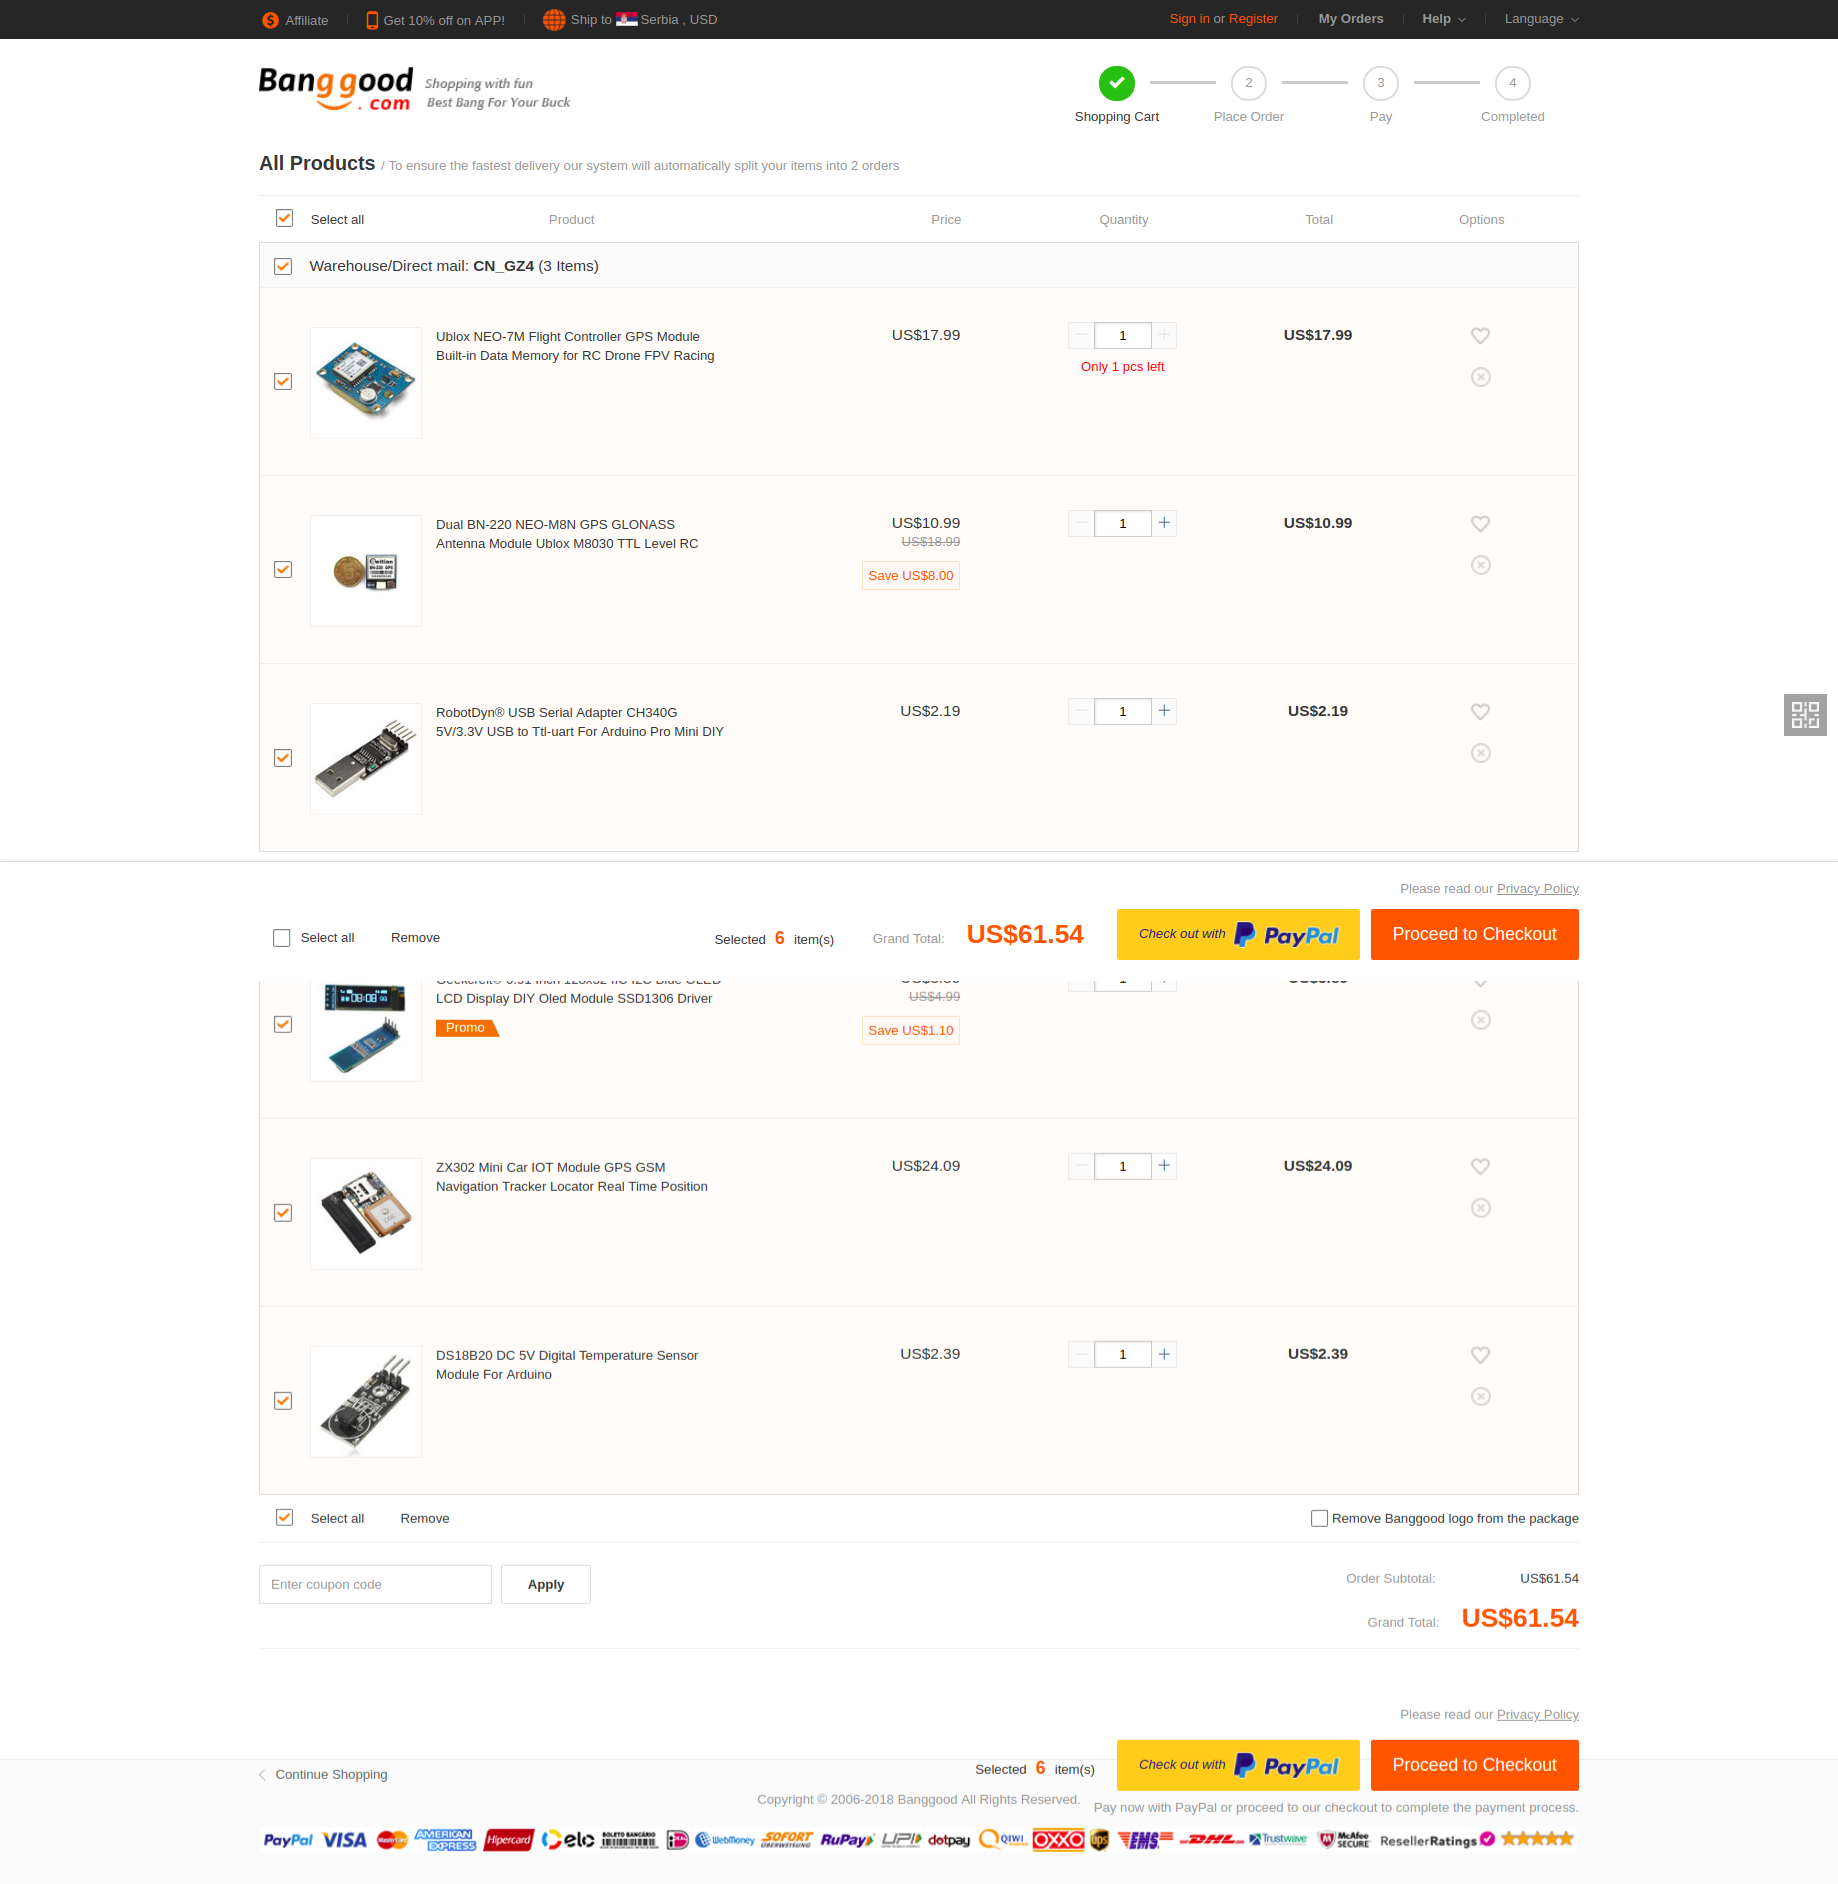 Affiliate
Get 10% off on APP!
Ship to Serbia , USD
Sign in or Register
My Orders
Help
Language
Banggood
.com
Shopping with fun
Best Bang For Your Buck
1 2 3 4
Shopping Cart
Place Order
Pay
Completed
All Products / To ensure the fastest delivery our system will automatically split your items into 2 orders
Select all Product Price Quantity Total Options
Warehouse/Direct mail: CN_GZ4 (3 Items)
Ublox NEO-7M Flight Controller GPS Module
Built-in Data Memory for RC Drone FPV Racing
US$17.99
1
Only 1 pcs left
US$17.99
Dual BN-220 NEO-M8N GPS GLONASS
Antenna Module Ublox M8030 TTL Level RC
US$10.99
US$18.99
Save US$8.00
1
US$10.99
RobotDyn® USB Serial Adapter CH340G
5V/3.3V USB to Ttl-uart For Arduino Pro Mini DIY
US$2.19
1
US$2.19
Please read our Privacy Policy
Select all Remove
Selected 6 item(s)
Grand Total: US$61.54
Check out with PayPal
Proceed to Checkout
LCD Display DIY Oled Module SSD1306 Driver
Promo
US$4.99
Save US$1.10
ZX302 Mini Car IOT Module GPS GSM
Navigation Tracker Locator Real Time Position
US$24.09
1
US$24.09
DS18B20 DC 5V Digital Temperature Sensor
Module For Arduino
US$2.39
1
US$2.39
Select all Remove
Remove Banggood logo from the package
Enter coupon code
Apply
Order Subtotal: US$61.54
Grand Total: US$61.54
Please read our Privacy Policy
Continue Shopping
Selected 6 item(s)
Check out with PayPal
Proceed to Checkout
Copyright © 2006-2018 Banggood All Rights Reserved.
Pay now with PayPal or proceed to our checkout to complete the payment process.
PayPal VISA MasterCard AMERICAN EXPRESS Hipercard elo BOLETO BANCÁRIO iDEAL WebMoney SOFORT ÜBERWEISUNG RuPay UPI dotpay QIWI OXXO ups EMS DHL Trustwave McAfee SECURE ResellerRatings